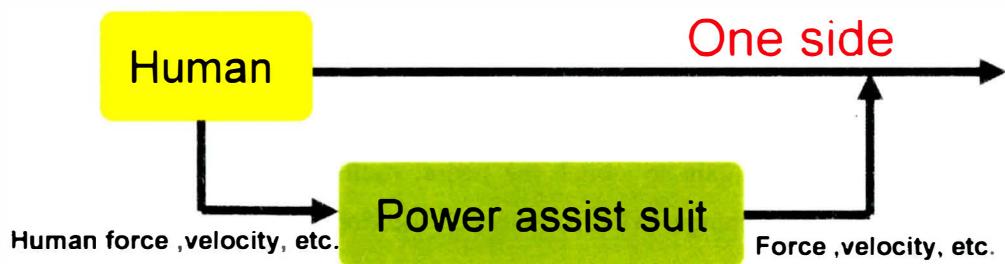 One side
Human
Power assist suit
Human force ,velocity, etc.
Force ,velocity, etc.